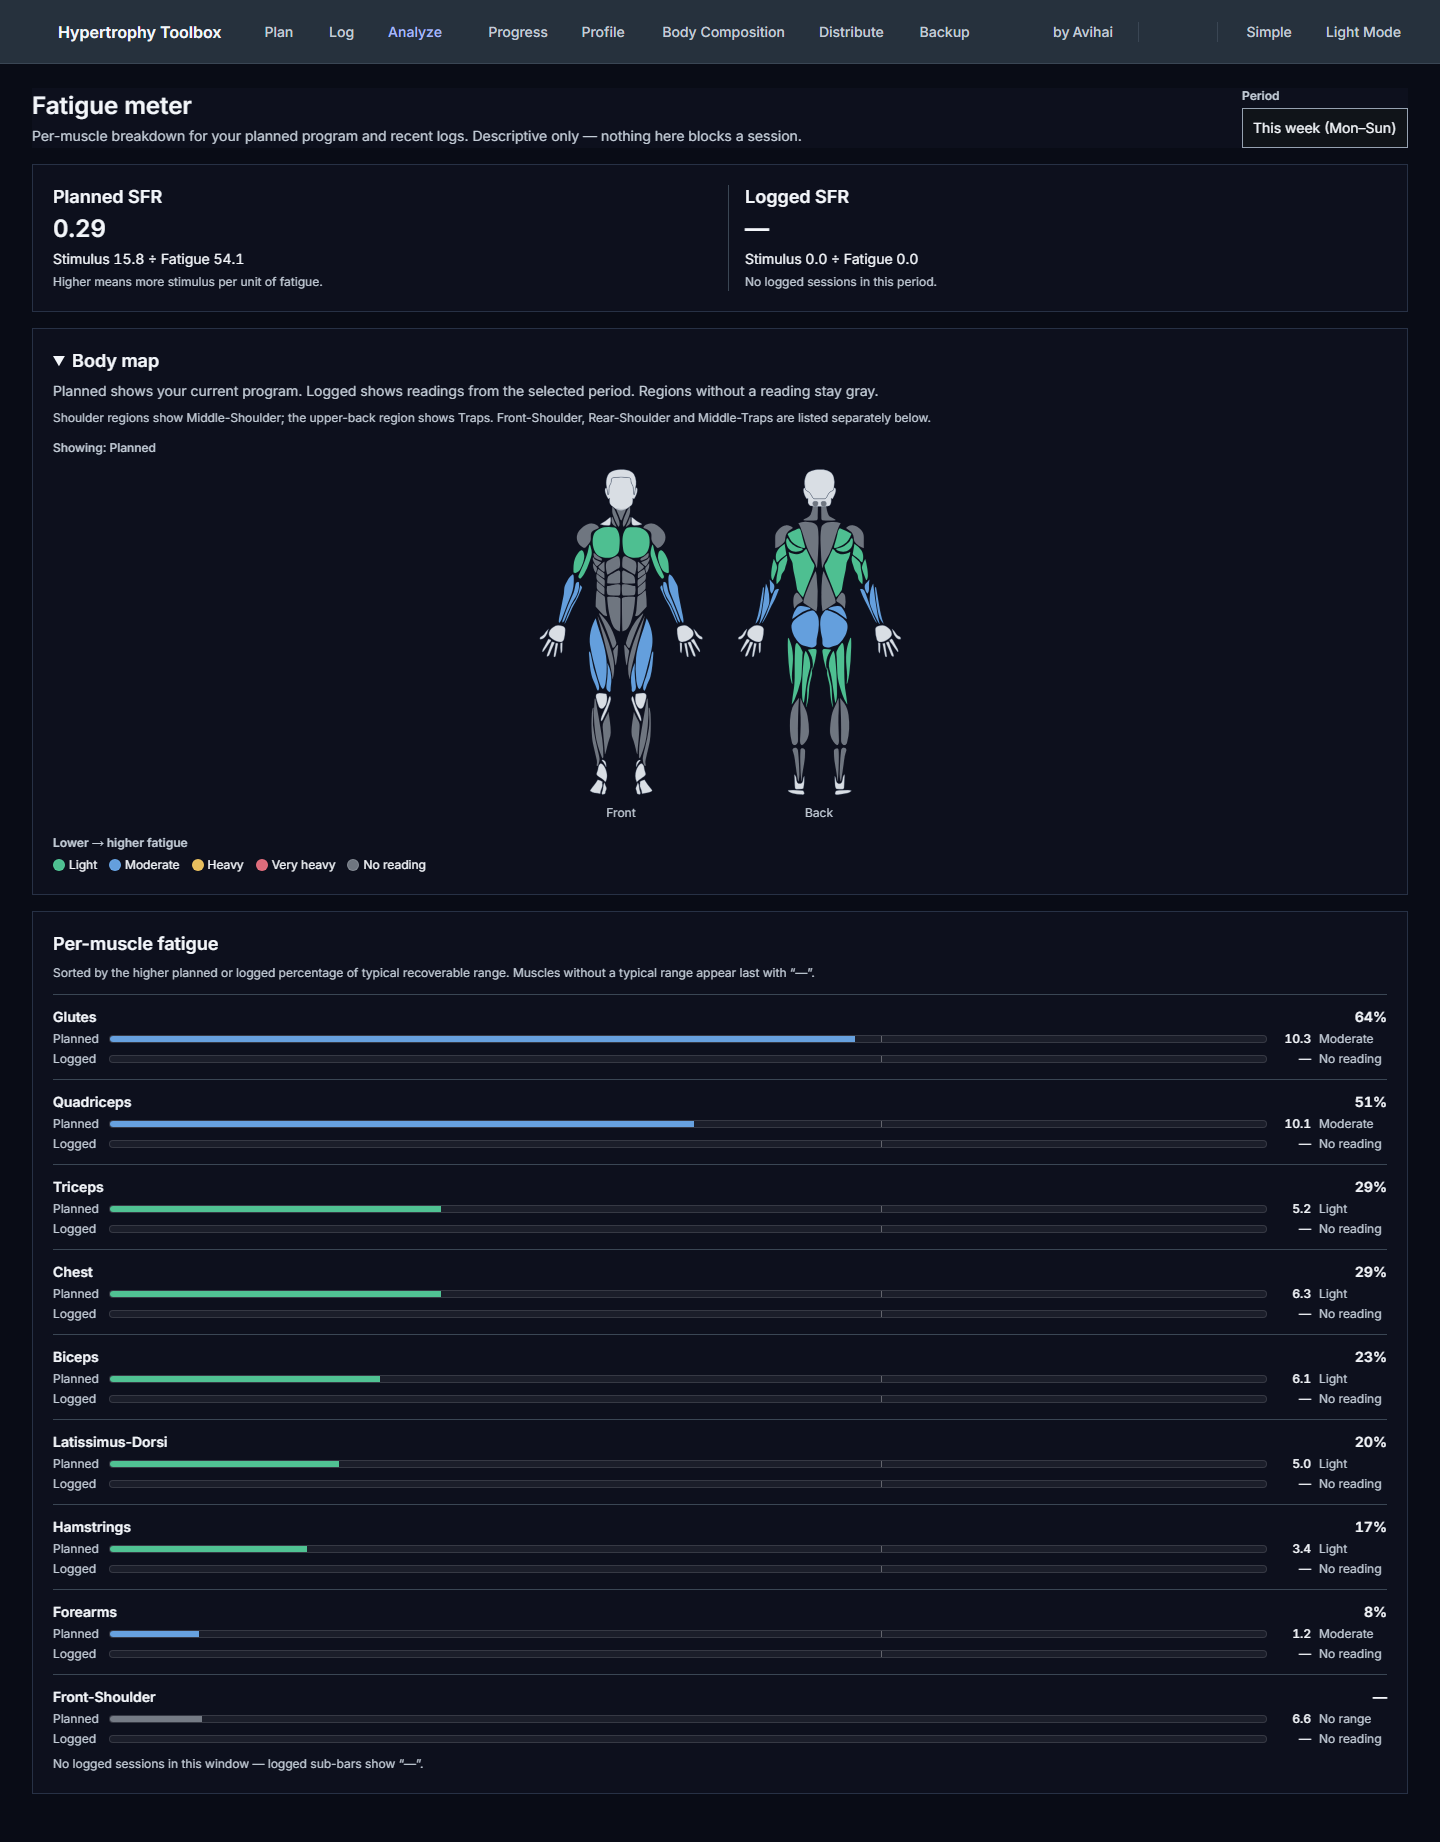 Hypertrophy Toolbox Plan Log Analyze Progress Profile Body Composition Distribute Backup by Avihai Simple Light Mode
Fatigue meter
Per-muscle breakdown for your planned program and recent logs. Descriptive only — nothing here blocks a session.
Period
This week (Mon–Sun)
Planned SFR
0.29
Stimulus 15.8 ÷ Fatigue 54.1
Higher means more stimulus per unit of fatigue.
Logged SFR
—
Stimulus 0.0 ÷ Fatigue 0.0
No logged sessions in this period.
▼ Body map
Planned shows your current program. Logged shows readings from the selected period. Regions without a reading stay gray.
Shoulder regions show Middle-Shoulder; the upper-back region shows Traps. Front-Shoulder, Rear-Shoulder and Middle-Traps are listed separately below.
Showing: Planned
Front Back
Lower → higher fatigue
Light Moderate Heavy Very heavy No reading
Per-muscle fatigue
Sorted by the higher planned or logged percentage of typical recoverable range. Muscles without a typical range appear last with “—”.
Glutes 64%
Planned 10.3 Moderate
Logged — No reading
Quadriceps 51%
Planned 10.1 Moderate
Logged — No reading
Triceps 29%
Planned 5.2 Light
Logged — No reading
Chest 29%
Planned 6.3 Light
Logged — No reading
Biceps 23%
Planned 6.1 Light
Logged — No reading
Latissimus-Dorsi 20%
Planned 5.0 Light
Logged — No reading
Hamstrings 17%
Planned 3.4 Light
Logged — No reading
Forearms 8%
Planned 1.2 Moderate
Logged — No reading
Front-Shoulder —
Planned 6.6 No range
Logged — No reading
No logged sessions in this window — logged sub-bars show “—”.